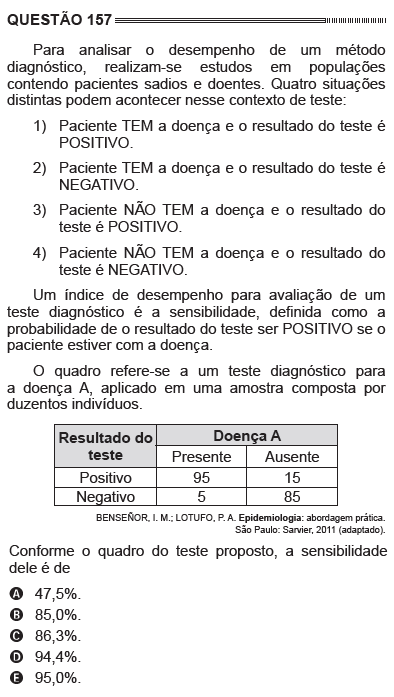 QUESTÃO 157
Para analisar o desempenho de um método
diagnóstico, realizam-se estudos em populações
contendo pacientes sadios e doentes. Quatro situações
distintas podem acontecer nesse contexto de teste:
1) Paciente TEM a doença e o resultado do teste é
POSITIVO.
2) Paciente TEM a doença e o resultado do teste é
NEGATIVO.
3) Paciente NÃO TEM a doença e o resultado do
teste é POSITIVO.
4) Paciente NÃO TEM a doença e o resultado do
teste é NEGATIVO.
Um índice de desempenho para avaliação de um
teste diagnóstico é a sensibilidade, definida como a
probabilidade de o resultado do teste ser POSITIVO se o
paciente estiver com a doença.
O quadro refere-se a um teste diagnóstico para
a doença A, aplicado em uma amostra composta por
duzentos indivíduos.
Resultado do teste Doença A
Presente Ausente
Positivo 95 15
Negativo 5 85
BENSEÑOR, I. M.; LOTUFO, P. A. Epidemiologia: abordagem prática.
São Paulo: Sarvier, 2011 (adaptado).
Conforme o quadro do teste proposto, a sensibilidade
dele é de
A 47,5%.
B 85,0%.
C 86,3%.
D 94,4%.
E 95,0%.